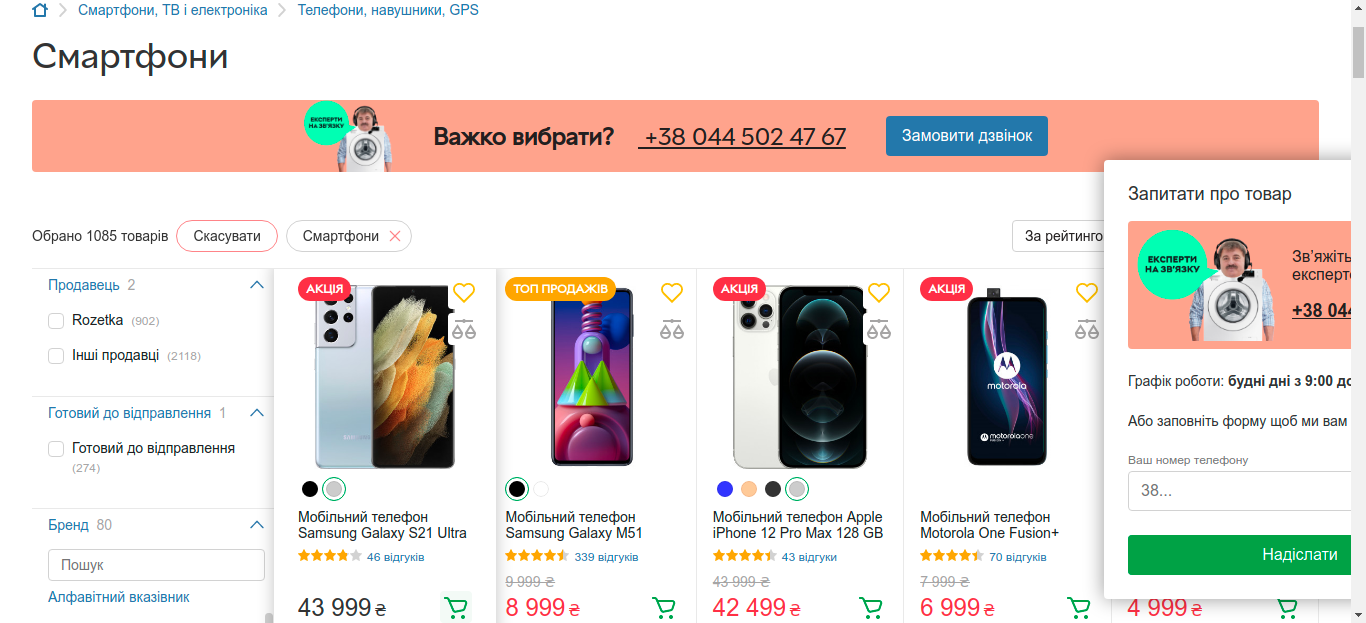 Смартфони, ТВ і електроніка
Телефони, навушники, GPS
Смартфони
ЕКСПЕРТИ
НА ЗВ'ЯЗКУ
Важко вибрати?
+38 044 502 47 67
Замовити дзвінок
Обрано 1085 товарів
Скасувати
Смартфони
За рейтинго
Продавець 2
Rozetka (902)
Інші продавці (2118)
Готовий до відправлення 1
Готовий до відправлення
(274)
Бренд 80
Пошук
Алфавітний вказівник
АКЦІЯ
Мобільний телефон
Samsung Galaxy S21 Ultra
46 відгуків
43 999 ₴
ТОП ПРОДАЖІВ
Мобільний телефон
Samsung Galaxy M51
339 відгуків
9 999 ₴
8 999 ₴
АКЦІЯ
Мобільний телефон Apple
iPhone 12 Pro Max 128 GB
43 відгуки
43 999 ₴
42 499 ₴
АКЦІЯ
motorola
motorola one
Мобільний телефон
Motorola One Fusion+
70 відгуків
7 999 ₴
6 999 ₴
4 999 ₴
Запитати про товар
ЕКСПЕРТИ
НА ЗВ'ЯЗКУ
Зв’яжіть
експерт
+38 04
Графік роботи: будні дні з 9:00 до
Або заповніть форму щоб ми вам
Ваш номер телефону
38...
Надіслати